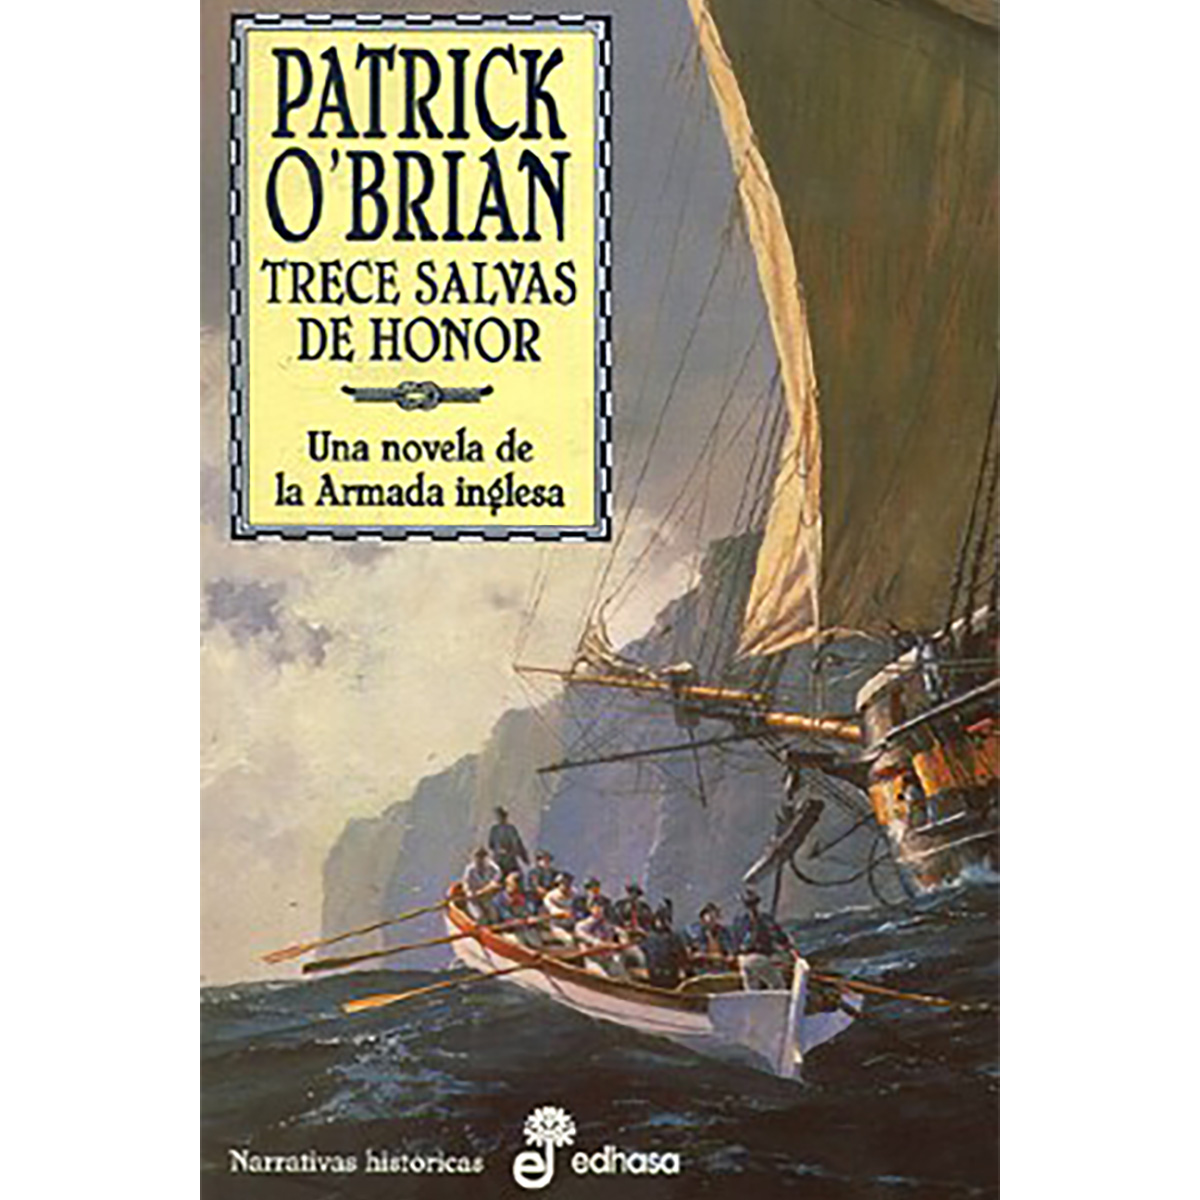 PATRICK
O'BRIAN
TRECE SALVAS
DE HONOR
Una novela de
la Armada inglesa
Narrativas históricas
edhasa